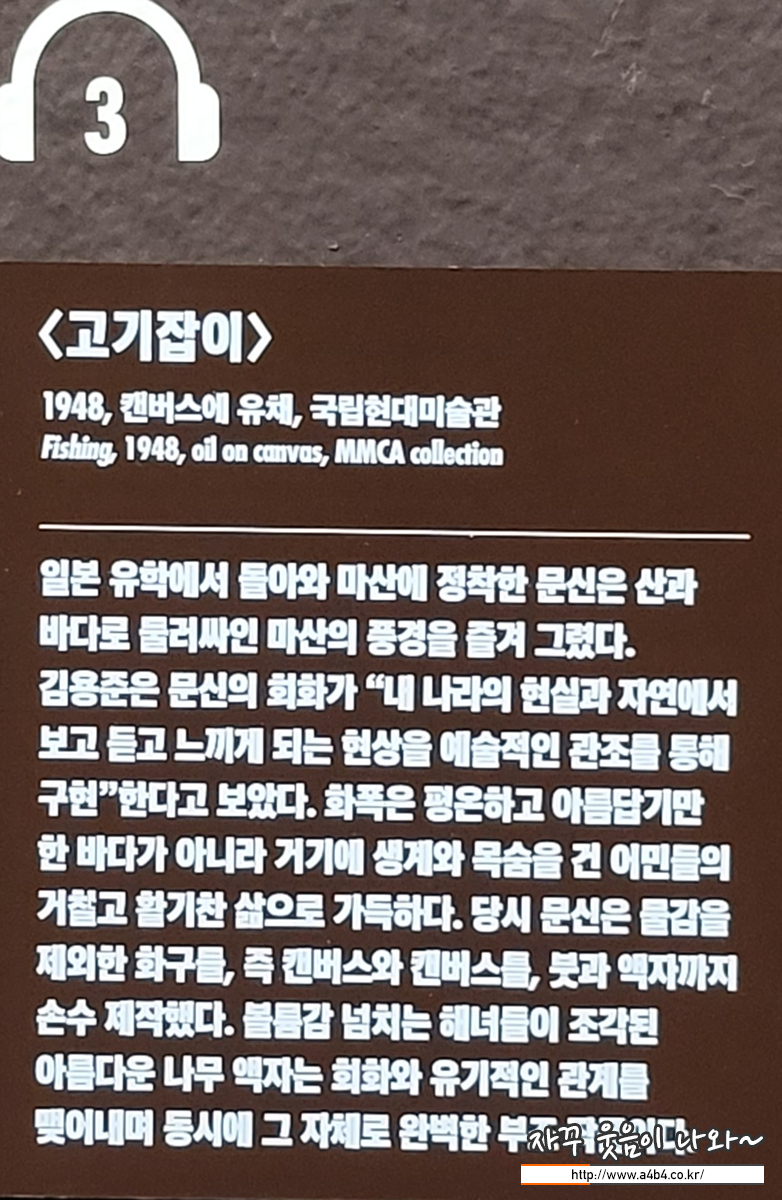 3
〈고기잡이〉
1948, 캔버스에 유채, 국립현대미술관
Fishing, 1948, oil on canvas, MMCA collection
일본 유학에서 돌아와 마산에 정착한 문신은 산과
바다로 둘러싸인 마산의 풍경을 즐겨 그렸다.
김용준은 문신의 회화가 “내 나라의 현실과 자연에서
보고 듣고 느끼게 되는 현상을 예술적인 관조를 통해
구현”한다고 보았다. 화폭은 평온하고 아름답기만
한 바다가 아니라 거기에 생계와 목숨을 건 어민들의
거칠고 활기찬 삶으로 가득하다. 당시 문신은 물감을
제외한 화구를, 즉 캔버스와 캔버스틀, 붓과 액자까지
손수 제작했다. 볼륨감 넘치는 해녀들이 조각된
아름다운 나무 액자는 회화와 유기적인 관계를
맺어내며 동시에 그 자체로 완벽한
자꾸 웃음이 나와~
http://www.a4b4.co.kr/